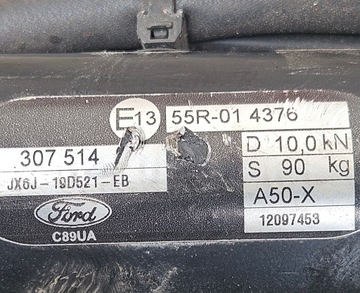 E13 55R-01 4376
307 514 D 10,0 kN
JX6J-19D521-EB S 90 kg
Ford A50-X
C89UA 12097453